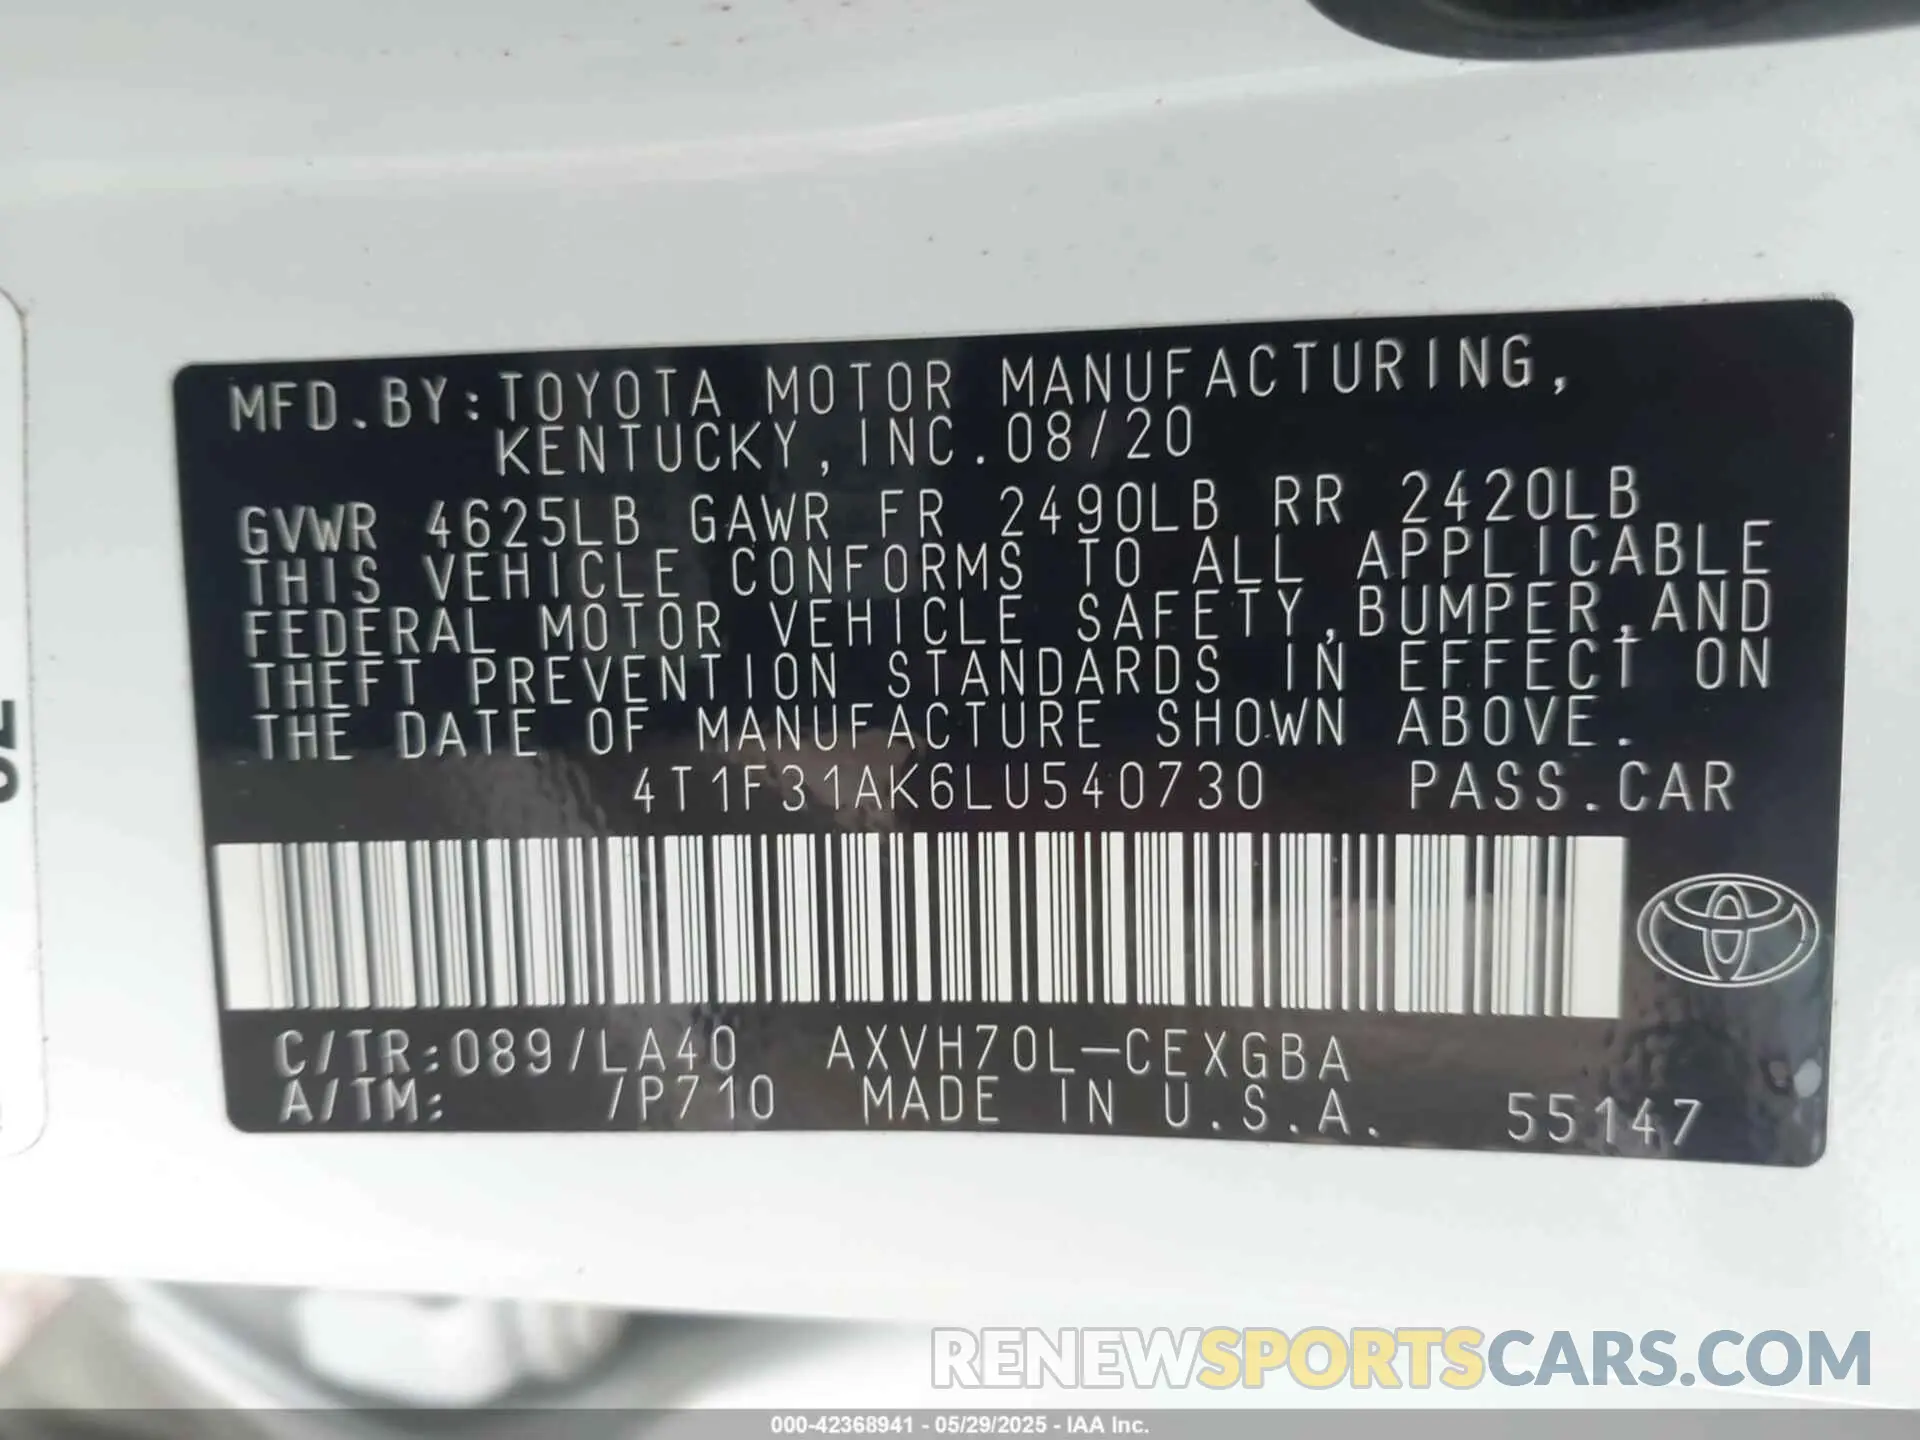 MFD.BY:TOYOTA MOTOR MANUFACTURING,
KENTUCKY,INC.08/20
GVWR 4625LB GAWR FR 2490LB RR 2420LB
THIS VEHICLE CONFORMS TO ALL APPLICABLE
FEDERAL MOTOR VEHICLE SAFETY,BUMPER,AND
THEFT PREVENTION STANDARDS IN EFFECT ON
THE DATE OF MANUFACTURE SHOWN ABOVE.
4T1F31AK6LU540730 PASS.CAR
C/TR:089/LA40 AXVH70L-CEXGBA
A/TM: /P710 MADE IN U.S.A. 55147
RENEWSPORTSCARS.COM
000-42368941 - 05/29/2025 - IAA Inc.